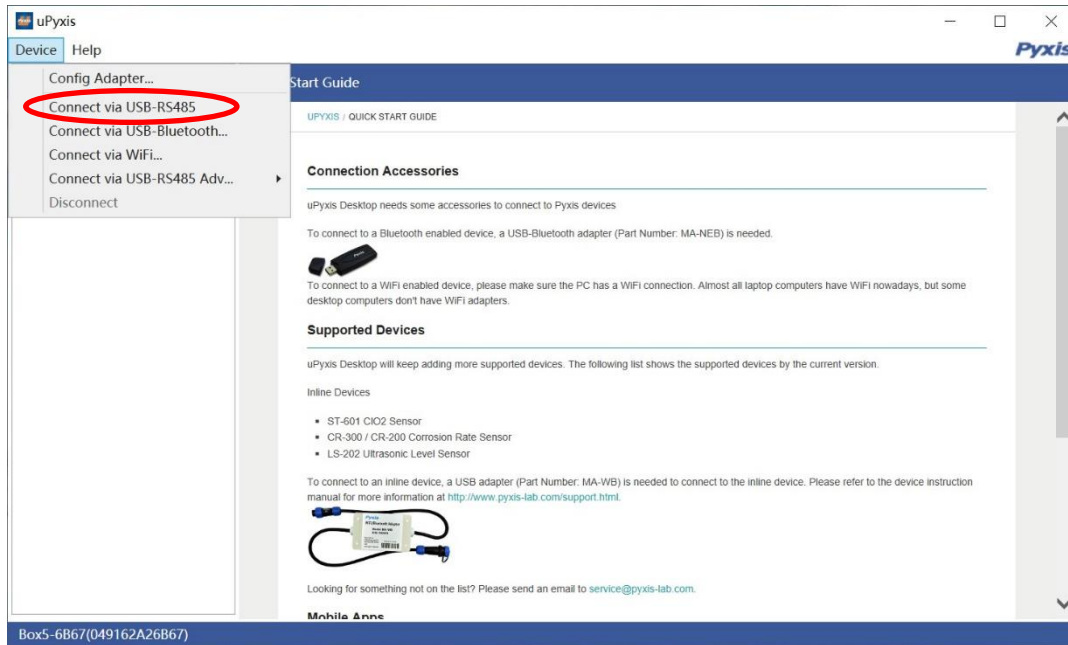 uPyxis
Device Help
Pyxis
Config Adapter...
Connect via USB-RS485
Connect via USB-Bluetooth...
Connect via WiFi...
Connect via USB-RS485 Adv...
Disconnect
Start Guide
UPYXIS / QUICK START GUIDE
Connection Accessories
uPyxis Desktop needs some accessories to connect to Pyxis devices
To connect to a Bluetooth enabled device, a USB-Bluetooth adapter (Part Number: MA-NEB) is needed.
To connect to a WiFi enabled device, please make sure the PC has a WiFi connection. Almost all laptop computers have WiFi nowadays, but some
desktop computers don't have WiFi adapters.
Supported Devices
uPyxis Desktop will keep adding more supported devices. The following list shows the supported devices by the current version.
Inline Devices
ST-601 ClO2 Sensor
CR-300 / CR-200 Corrosion Rate Sensor
LS-202 Ultrasonic Level Sensor
To connect to an inline device, a USB adapter (Part Number: MA-WB) is needed to connect to the inline device. Please refer to the device instruction
manual for more information at http://www.pyxis-lab.com/support.html.
Pyxis
Looking for something not on the list? Please send an email to service@pyxis-lab.com.
Mobile Apps
Box5-6B67(049162A26B67)